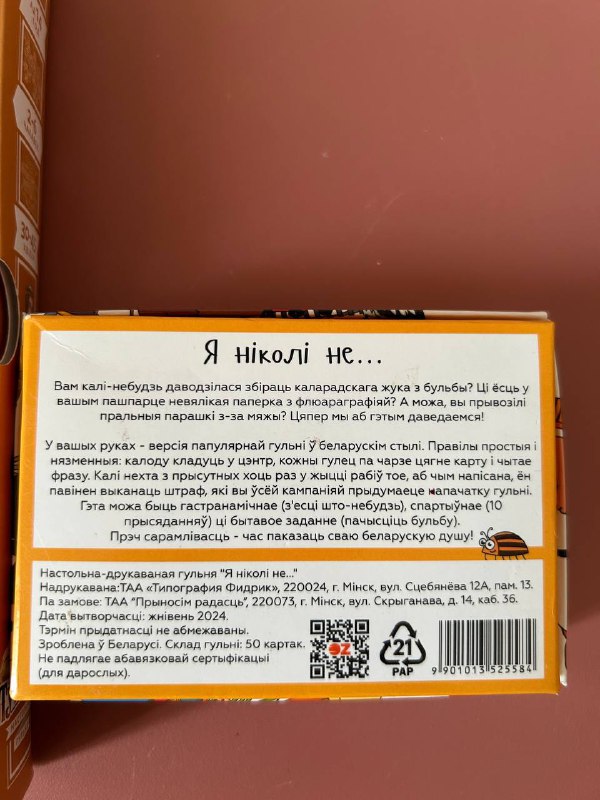 Я ніколі не...
Вам калі-небудзь даводзілася збіраць каларадскага жука з бульбы? Ці ёсць у
вашым пашпарце невялікая паперка з флюараграфіяй? А можа, вы прывозілі
пральныя парашкі з-за мяжы? Цяпер мы аб гэтым даведаемся!
У вашых руках - версія папулярнай гульні ў беларускім стылі. Правілы простыя і
нязменныя: калоду кладуць у цэнтр, кожны гулец па чарзе цягне карту і чытае
фразу. Калі нехта з прысутных хоць раз у жыцці рабіў тое, аб чым напісана, ён
павінен выканаць штраф, які вы ўсёй кампаніяй прыдумаеце напачатку гульні.
Гэта можа быць гастранамічнае (з'есці што-небудзь), спартыўнае (10
прысяданняў) ці бытавое заданне (пачысціць бульбу).
Прэч сарамлівасць - час паказаць сваю беларускую душу!
Настольна-друкаваная гульня "Я ніколі не..."
Надрукавана:ТАА «Типография Фидрик», 220024, г. Мінск, вул. Сцебянёва 12А, пам. 13.
Па замове: ТАА "Прыносім радасць", 220073, г. Мінск, вул. Скрыганава, д. 14, каб. 36.
Дата вытворчасці: жнівень 2024.
Тэрмін прыдатнасці не абмежаваны.
Зроблена ў Беларусі. Склад гульні: 50 картак.
Не падлягае абавязковай сертыфікацыі
(для дарослых).
OZ
21
PAP
9 901013 525584